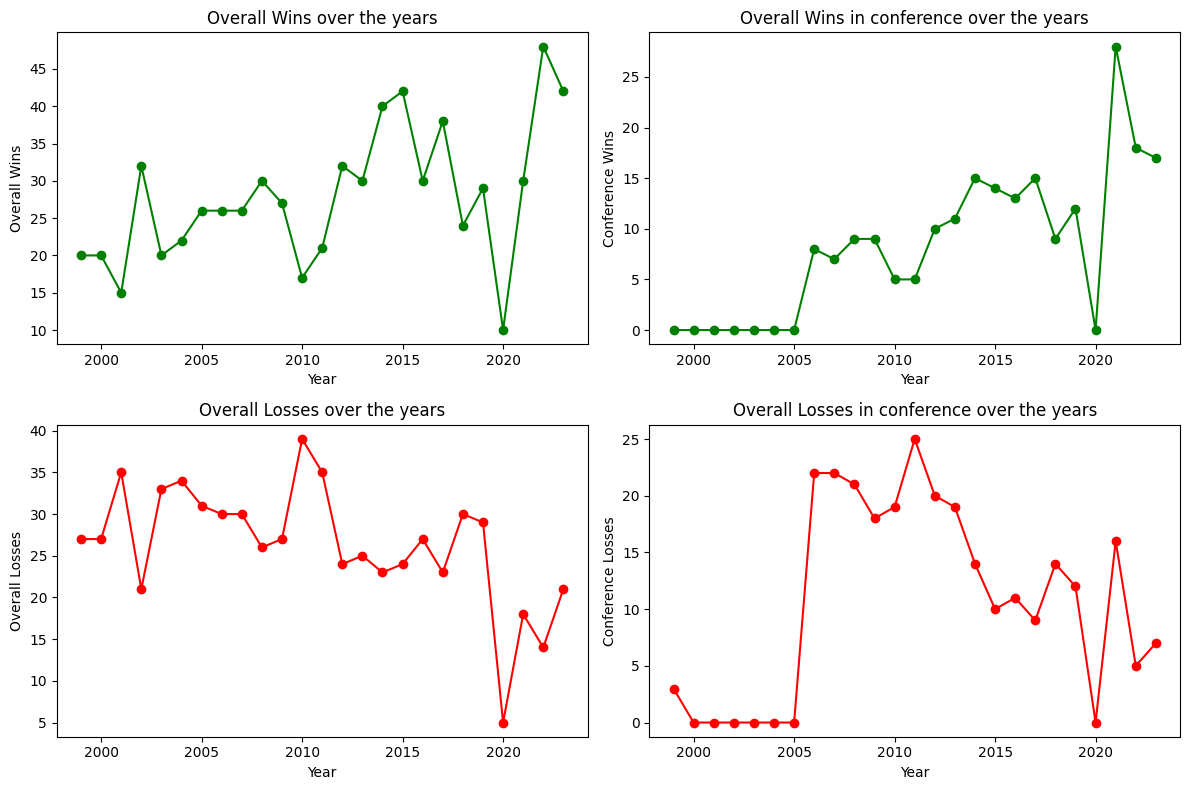 Overall Wins over the years
45
40
35
30
25
20
15
10
Overall Wins
2000 2005 2010 2015 2020
Year
Overall Wins in conference over the years
25
20
15
10
5
0
Conference Wins
2000 2005 2010 2015 2020
Year
Overall Losses over the years
40
35
30
25
20
15
10
5
Overall Losses
2000 2005 2010 2015 2020
Year
Overall Losses in conference over the years
25
20
15
10
5
0
Conference Losses
2000 2005 2010 2015 2020
Year